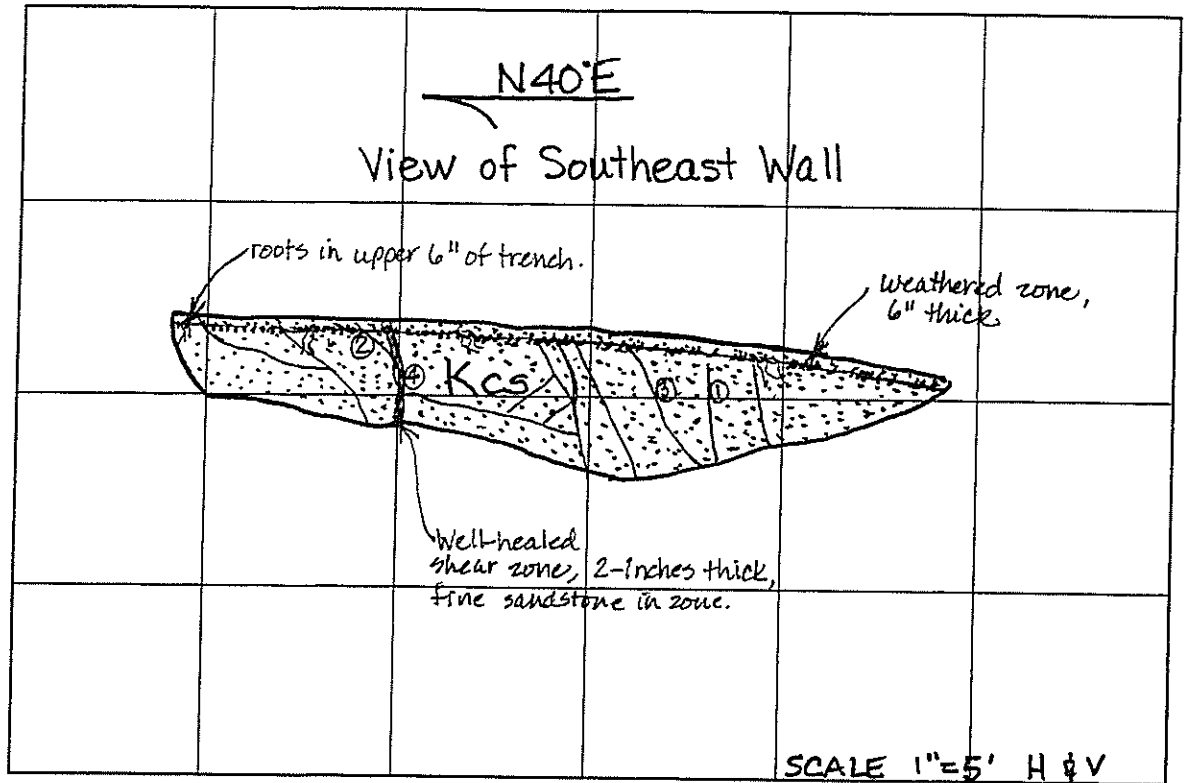 N40°E
View of Southeast Wall
roots in upper 6" of trench.
weathered zone,
6" thick
②
④
Kcs
③
①
Well-healed
shear zone, 2-Inches thick,
fine sandstone in zone.
SCALE 1"=5' H & V